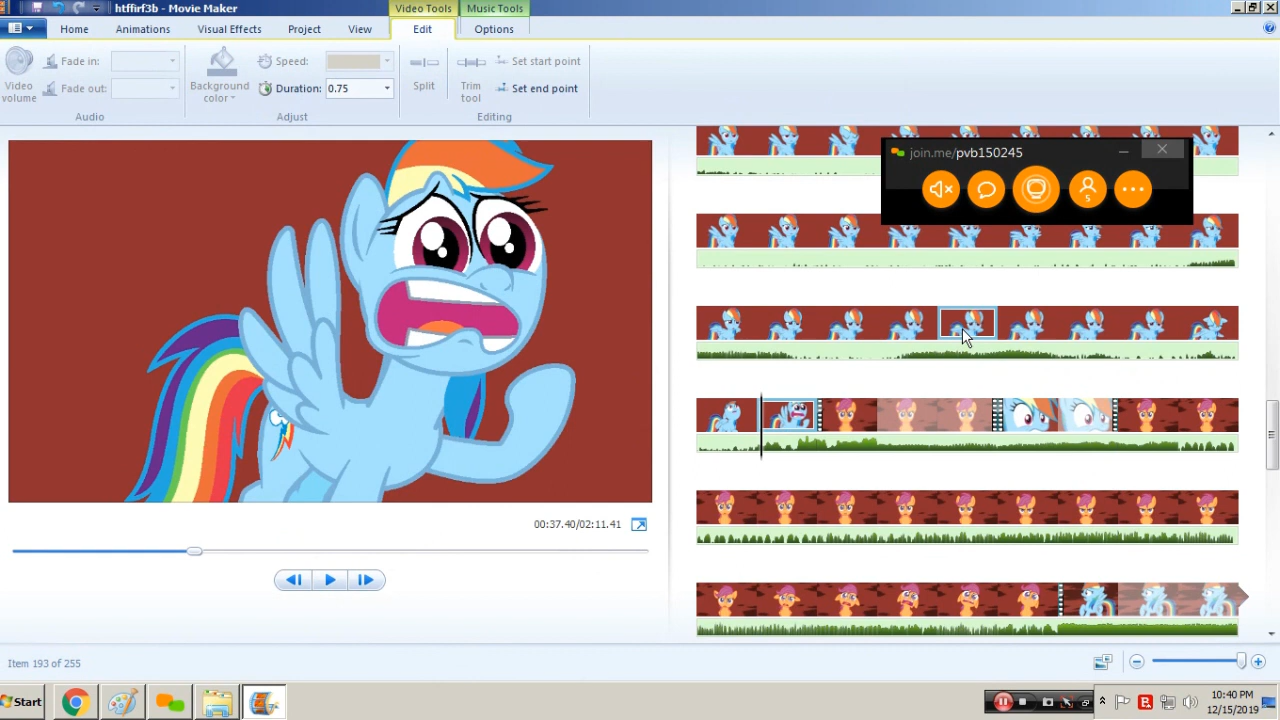 htffirf3b - Movie Maker
Video Tools
Music Tools
Home
Animations
Visual Effects
Project
View
Edit
Options
Video volume
Fade in:
Fade out:
Audio
Background color
Speed:
Duration: 0.75
Adjust
Split
Trim tool
Set start point
Set end point
Editing
join.me/pvb150245
5
00:37.40/02:11.41
Item 193 of 255
Start
10:40 PM
12/15/2019